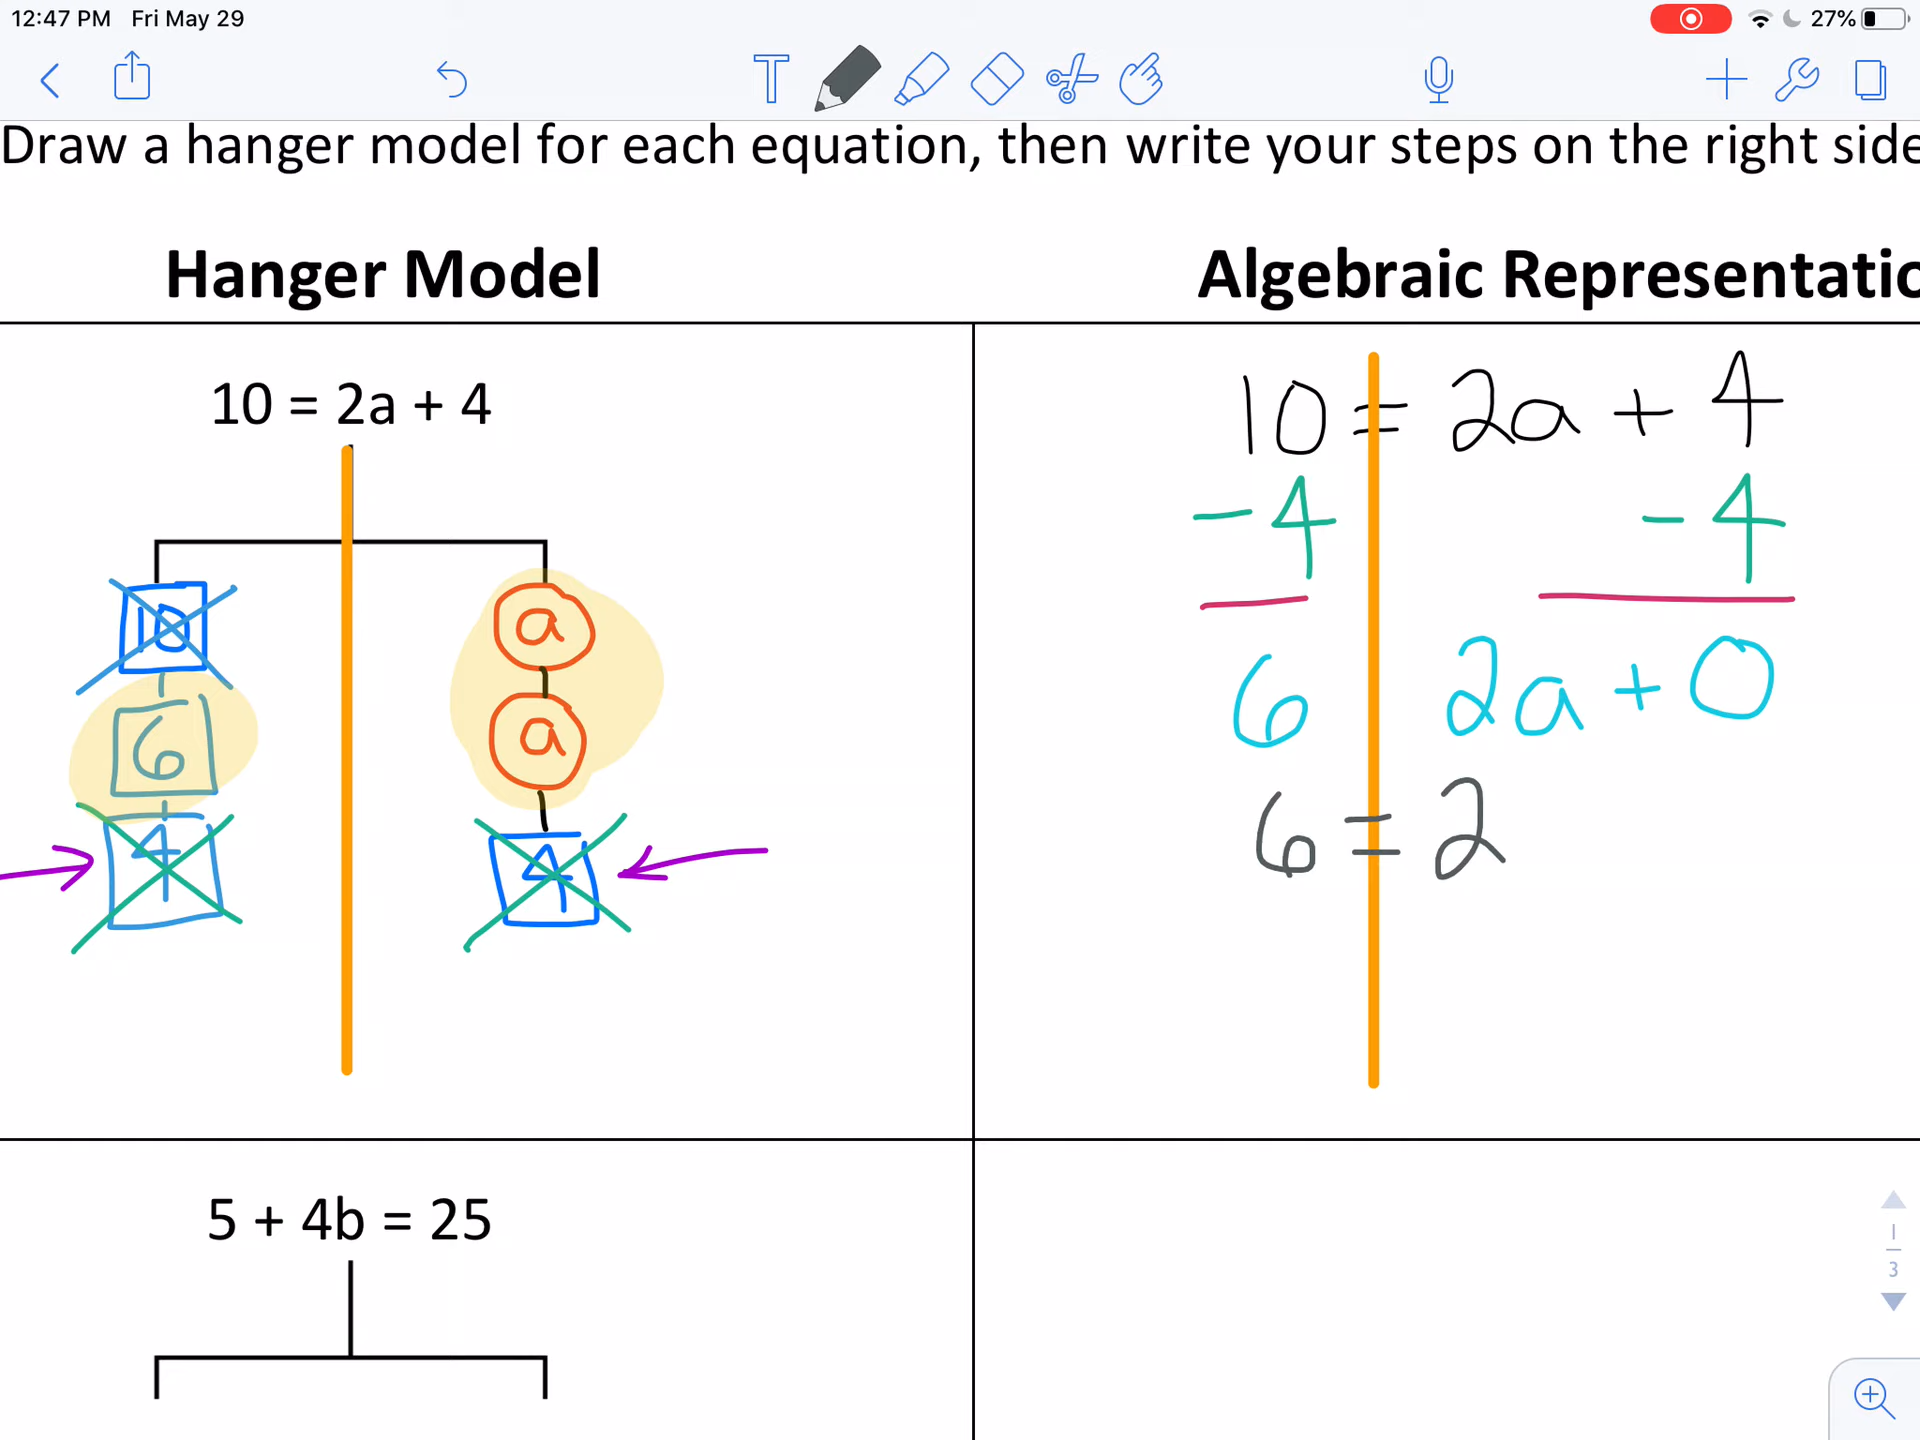 12:47 PM Fri May 29
27%
T
Draw a hanger model for each equation, then write your steps on the right side
Hanger Model
Algebraic Representatio
10 = 2a + 4
10
6
4
a
a
4
10 = 2a + 4
-4 -4
6 2a + 0
6 = 2
5 + 4b = 25
1
3